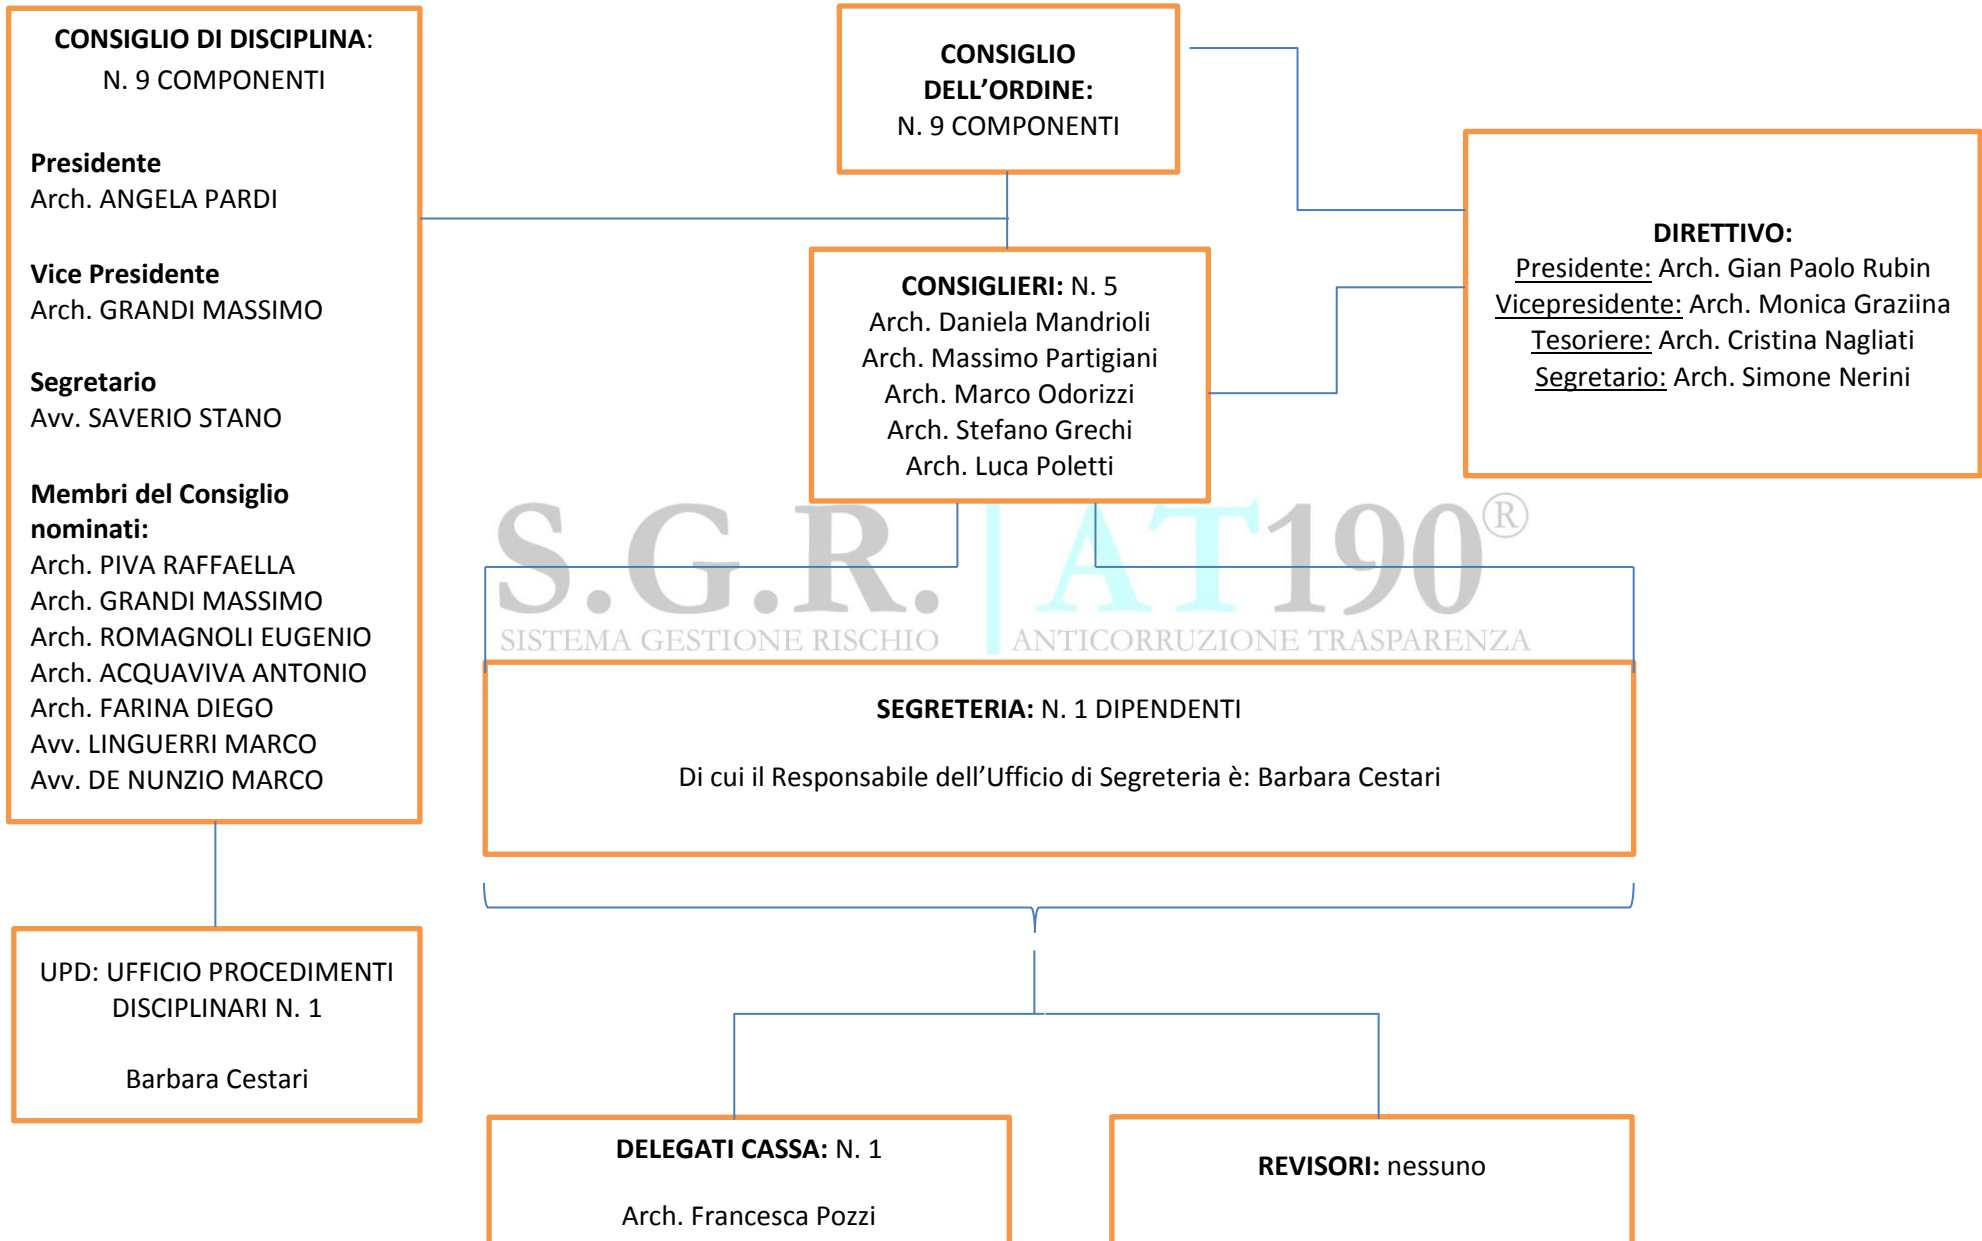 CONSIGLIO DI DISCIPLINA:
N. 9 COMPONENTI
Presidente
Arch. ANGELA PARDI
Vice Presidente
Arch. GRANDI MASSIMO
Segretario
Avv. SAVERIO STANO
Membri del Consiglio
nominati:
Arch. PIVA RAFFAELLA
Arch. GRANDI MASSIMO
Arch. ROMAGNOLI EUGENIO
Arch. ACQUAVIVA ANTONIO
Arch. FARINA DIEGO
Avv. LINGUERRI MARCO
Avv. DE NUNZIO MARCO
CONSIGLIO
DELL’ORDINE:
N. 9 COMPONENTI
DIRETTIVO:
Presidente: Arch. Gian Paolo Rubin
Vicepresidente: Arch. Monica Graziina
Tesoriere: Arch. Cristina Nagliati
Segretario: Arch. Simone Nerini
CONSIGLIERI: N. 5
Arch. Daniela Mandrioli
Arch. Massimo Partigiani
Arch. Marco Odorizzi
Arch. Stefano Grechi
Arch. Luca Poletti
S.G.R. | AT190®
SISTEMA GESTIONE RISCHIO ANTICORRUZIONE TRASPARENZA
SEGRETERIA: N. 1 DIPENDENTI
Di cui il Responsabile dell’Ufficio di Segreteria è: Barbara Cestari
UPD: UFFICIO PROCEDIMENTI
DISCIPLINARI N. 1
Barbara Cestari
DELEGATI CASSA: N. 1
Arch. Francesca Pozzi
REVISORI: nessuno